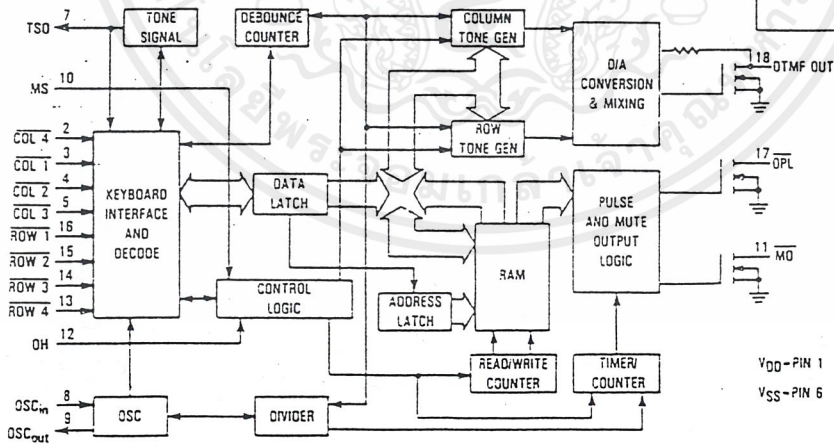 7
TSO
TONE
SIGNAL
DEBOUNCE
COUNTER
COLUMN
TONE GEN
D/A
CONVERSION
& MIXING
18
DTMF OUT
10
MS
ROW
TONE GEN
COL 4 2
COL 1 3
COL 2 4
COL 3 5
ROW 1 16
ROW 2 15
ROW 3 14
ROW 4 13
KEYBOARD
INTERFACE
AND
DECODE
DATA
LATCH
17
OPL
PULSE
AND MUTE
OUTPUT
LOGIC
11 MO
RAM
CONTROL
LOGIC
ADDRESS
LATCH
12
OH
READ/WRITE
COUNTER
TIMER/
COUNTER
VDD-PIN 1
VSS-PIN 6
OSCin 8
OSCout 9
OSC
DIVIDER